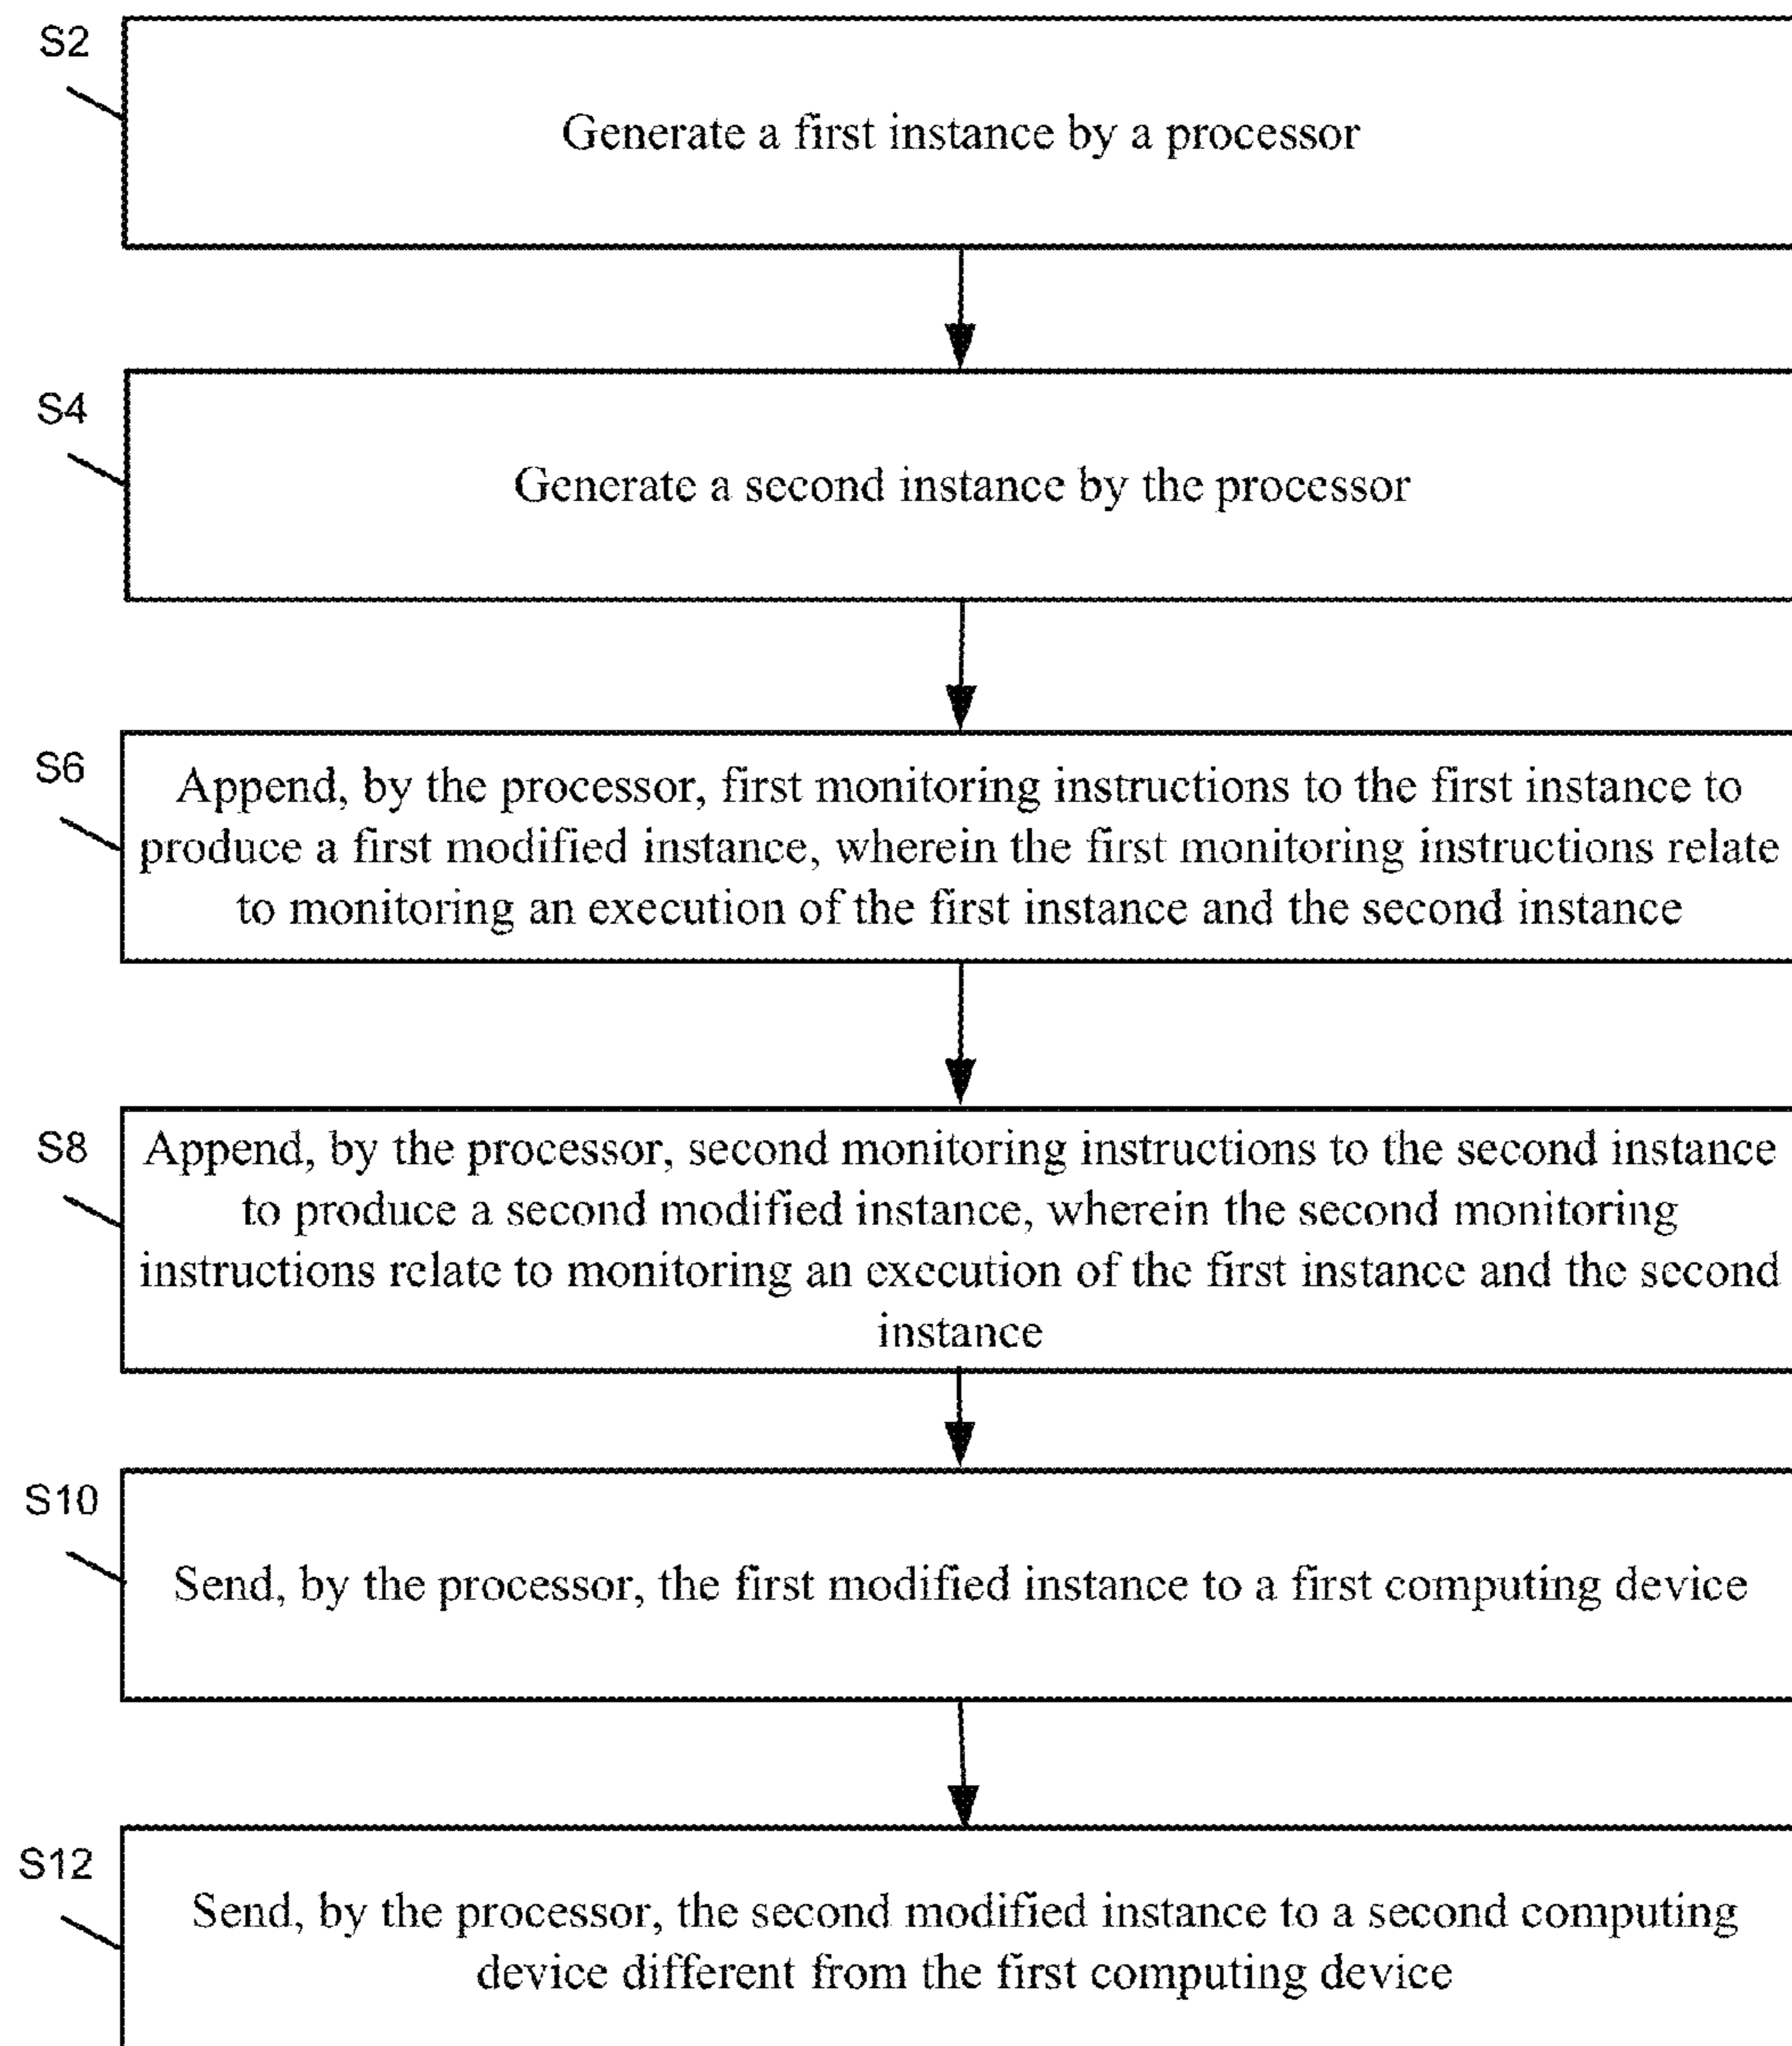 S2
Generate a first instance by a processor
S4
Generate a second instance by the processor
S6
Append, by the processor, first monitoring instructions to the first instance to
produce a first modified instance, wherein the first monitoring instructions relate
to monitoring an execution of the first instance and the second instance
S8
Append, by the processor, second monitoring instructions to the second instance
to produce a second modified instance, wherein the second monitoring
instructions relate to monitoring an execution of the first instance and the second
instance
S10
Send, by the processor, the first modified instance to a first computing device
S12
Send, by the processor, the second modified instance to a second computing
device different from the first computing device